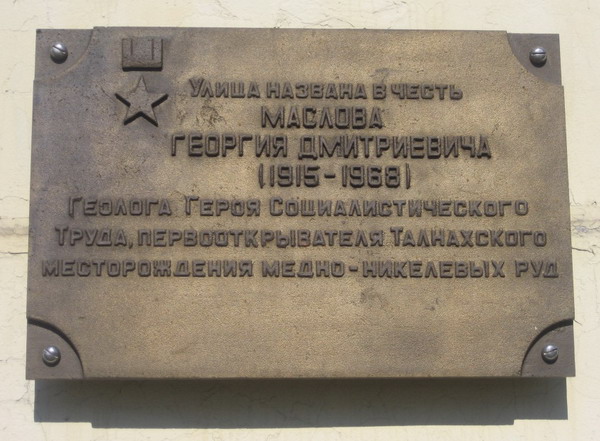 Улица названа в честь
Маслова
Георгия Дмитриевича
(1915-1968)
Геолога Героя Социалистического
Труда, первооткрывателя Талнахского
месторождения медно-никелевых руд